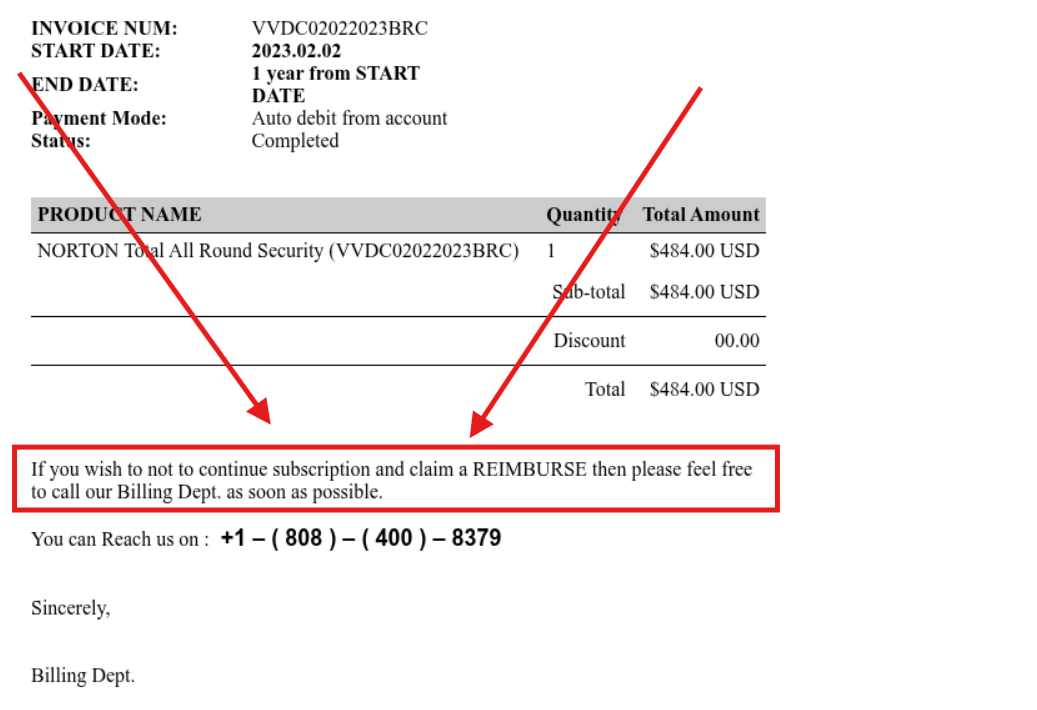 INVOICE NUM: VVDC02022023BRC
START DATE: 2023.02.02
END DATE: 1 year from START
DATE
Payment Mode: Auto debit from account
Status: Completed
PRODUCT NAME Quantity Total Amount
NORTON Total All Round Security (VVDC02022023BRC) 1 $484.00 USD
Sub-total $484.00 USD
Discount 00.00
Total $484.00 USD
If you wish to not to continue subscription and claim a REIMBURSE then please feel free
to call our Billing Dept. as soon as possible.
You can Reach us on : +1 – ( 808 ) – ( 400 ) – 8379
Sincerely,
Billing Dept.